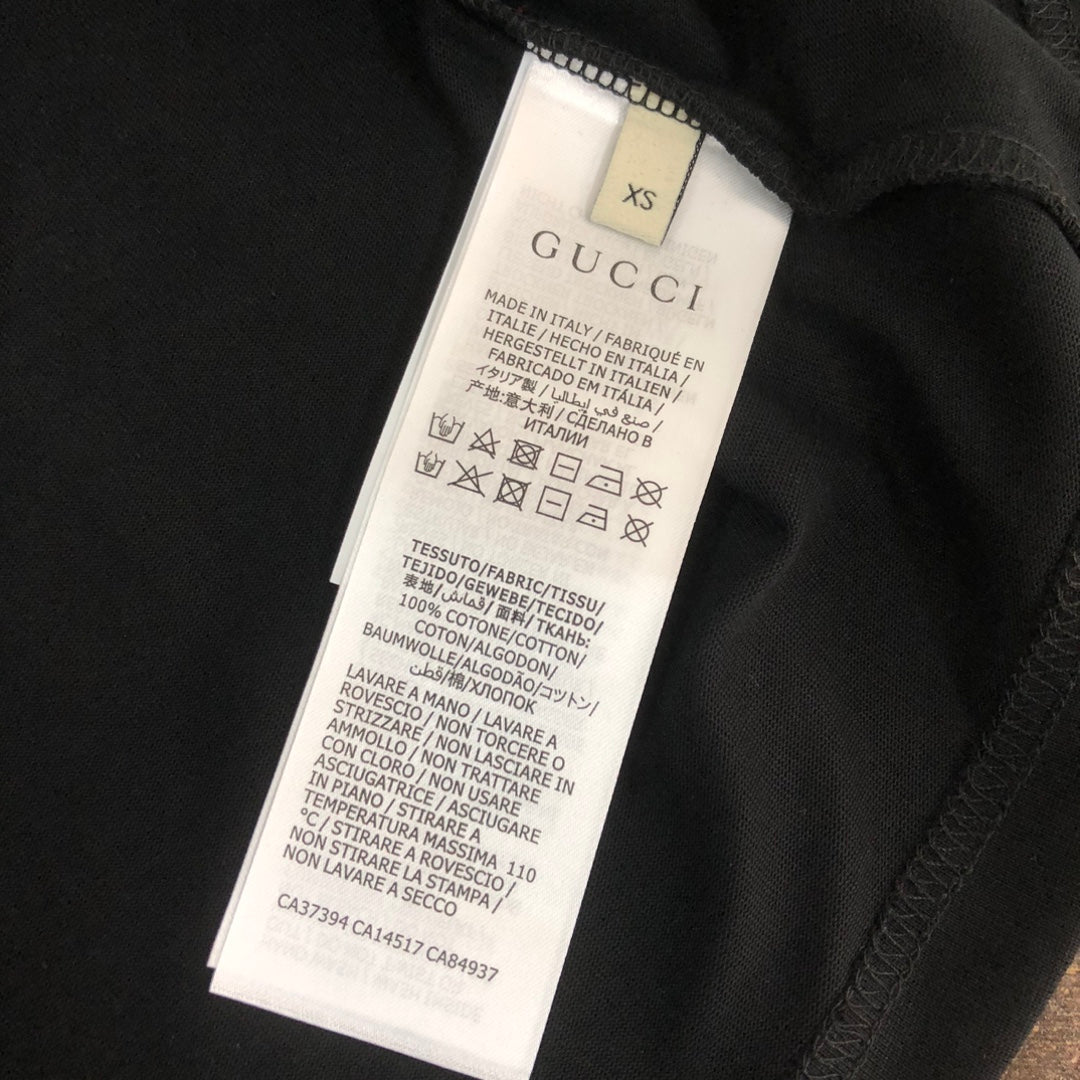 XS
GUCCI
MADE IN ITALY / FABRIQUÉ EN
ITALIE / HECHO EN ITALIA /
HERGESTELLT IN ITALIEN /
FABRICADO EM ITÁLIA /
イタリア製 / صنع في إيطاليا /
产地:意大利 / СДЕЛАНО В
ИТАЛИИ
TESSUTO/FABRIC/TISSU/
TEJIDO/GEWEBE/TECIDO/
表地/قماش/面料/ТКАНЬ:
100% COTONE/COTTON/
COTON/ALGODON/
BAUMWOLLE/ALGODÃO/コットン/
قطن/棉/ХЛОПОК
LAVARE A MANO / LAVARE A
ROVESCIO / NON TORCERE O
STRIZZARE / NON LASCIARE IN
AMMOLLO / NON TRATTARE
CON CLORO / NON USARE
ASCIUGATRICE / ASCIUGARE
IN PIANO / STIRARE A
TEMPERATURA MASSIMA 110
°C / STIRARE A ROVESCIO /
NON STIRARE LA STAMPA /
NON LAVARE A SECCO
CA37394 CA14517 CA84937